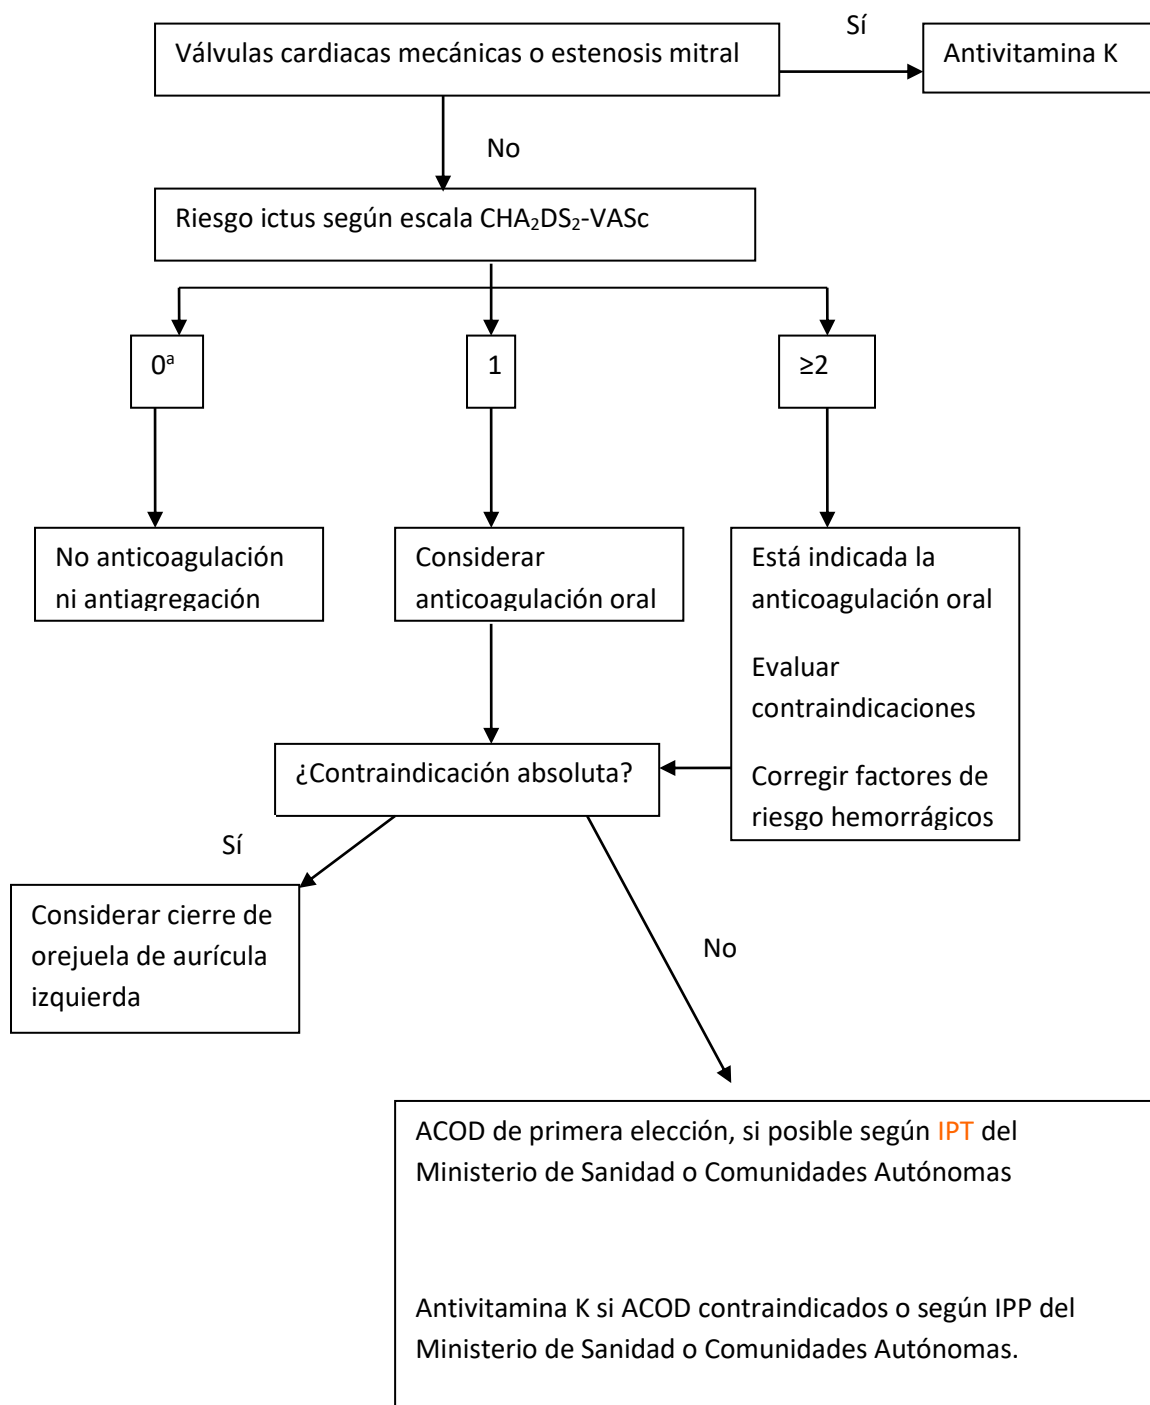 Sí
Válvulas cardiacas mecánicas o estenosis mitral
Antivitamina K
No
Riesgo ictus según escala CHA₂DS₂-VASc
0ª
1
≥2
No anticoagulación
ni antiagregación
Considerar
anticoagulación oral
Está indicada la
anticoagulación oral
Evaluar
contraindicaciones
Corregir factores de
riesgo hemorrágicos
¿Contraindicación absoluta?
Sí
Considerar cierre de
orejuela de aurícula
izquierda
No
ACOD de primera elección, si posible según IPT del
Ministerio de Sanidad o Comunidades Autónomas
Antivitamina K si ACOD contraindicados o según IPP del
Ministerio de Sanidad o Comunidades Autónomas.